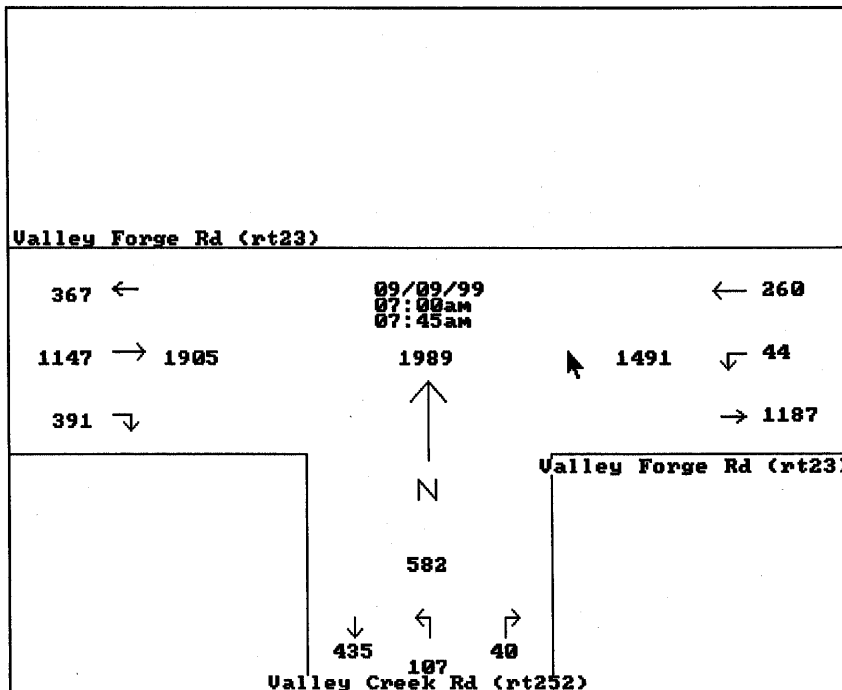 Valley Forge Rd (rt23)
367
09/09/99
07:00am
07:45am
260
1147
1905
1989
1491
44
391
1187
Valley Forge Rd (rt23)
N
582
435
107
40
Valley Creek Rd (rt252)